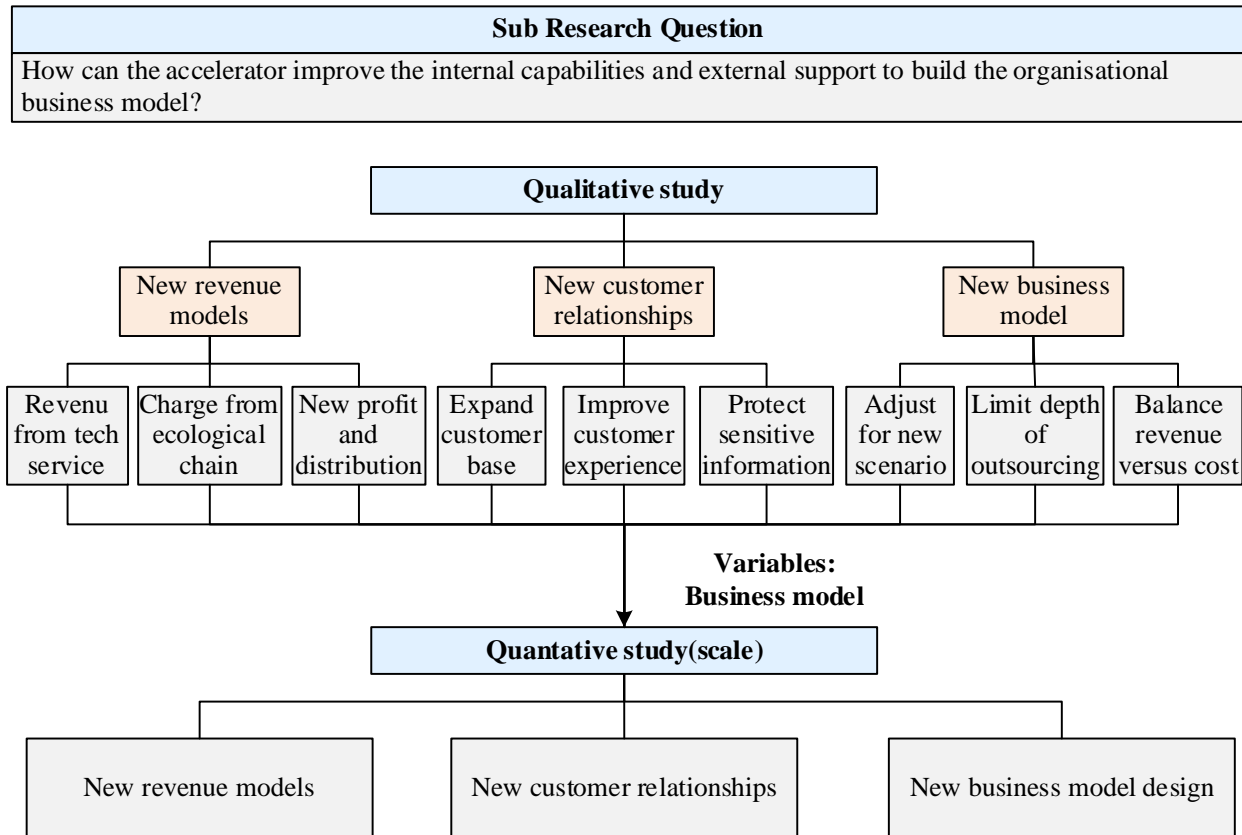 Sub Research Question
How can the accelerator improve the internal capabilities and external support to build the organisational
business model?
Qualitative study
New revenue
models
New customer
relationships
New business
model
Revenu
from tech
service
Charge from
ecological
chain
New profit
and
distribution
Expand
customer
base
Improve
customer
experience
Protect
sensitive
information
Adjust
for new
scenario
Limit depth
of
outsourcing
Balance
revenue
versus cost
Variables:
Business model
Quantative study(scale)
New revenue models
New customer relationships
New business model design